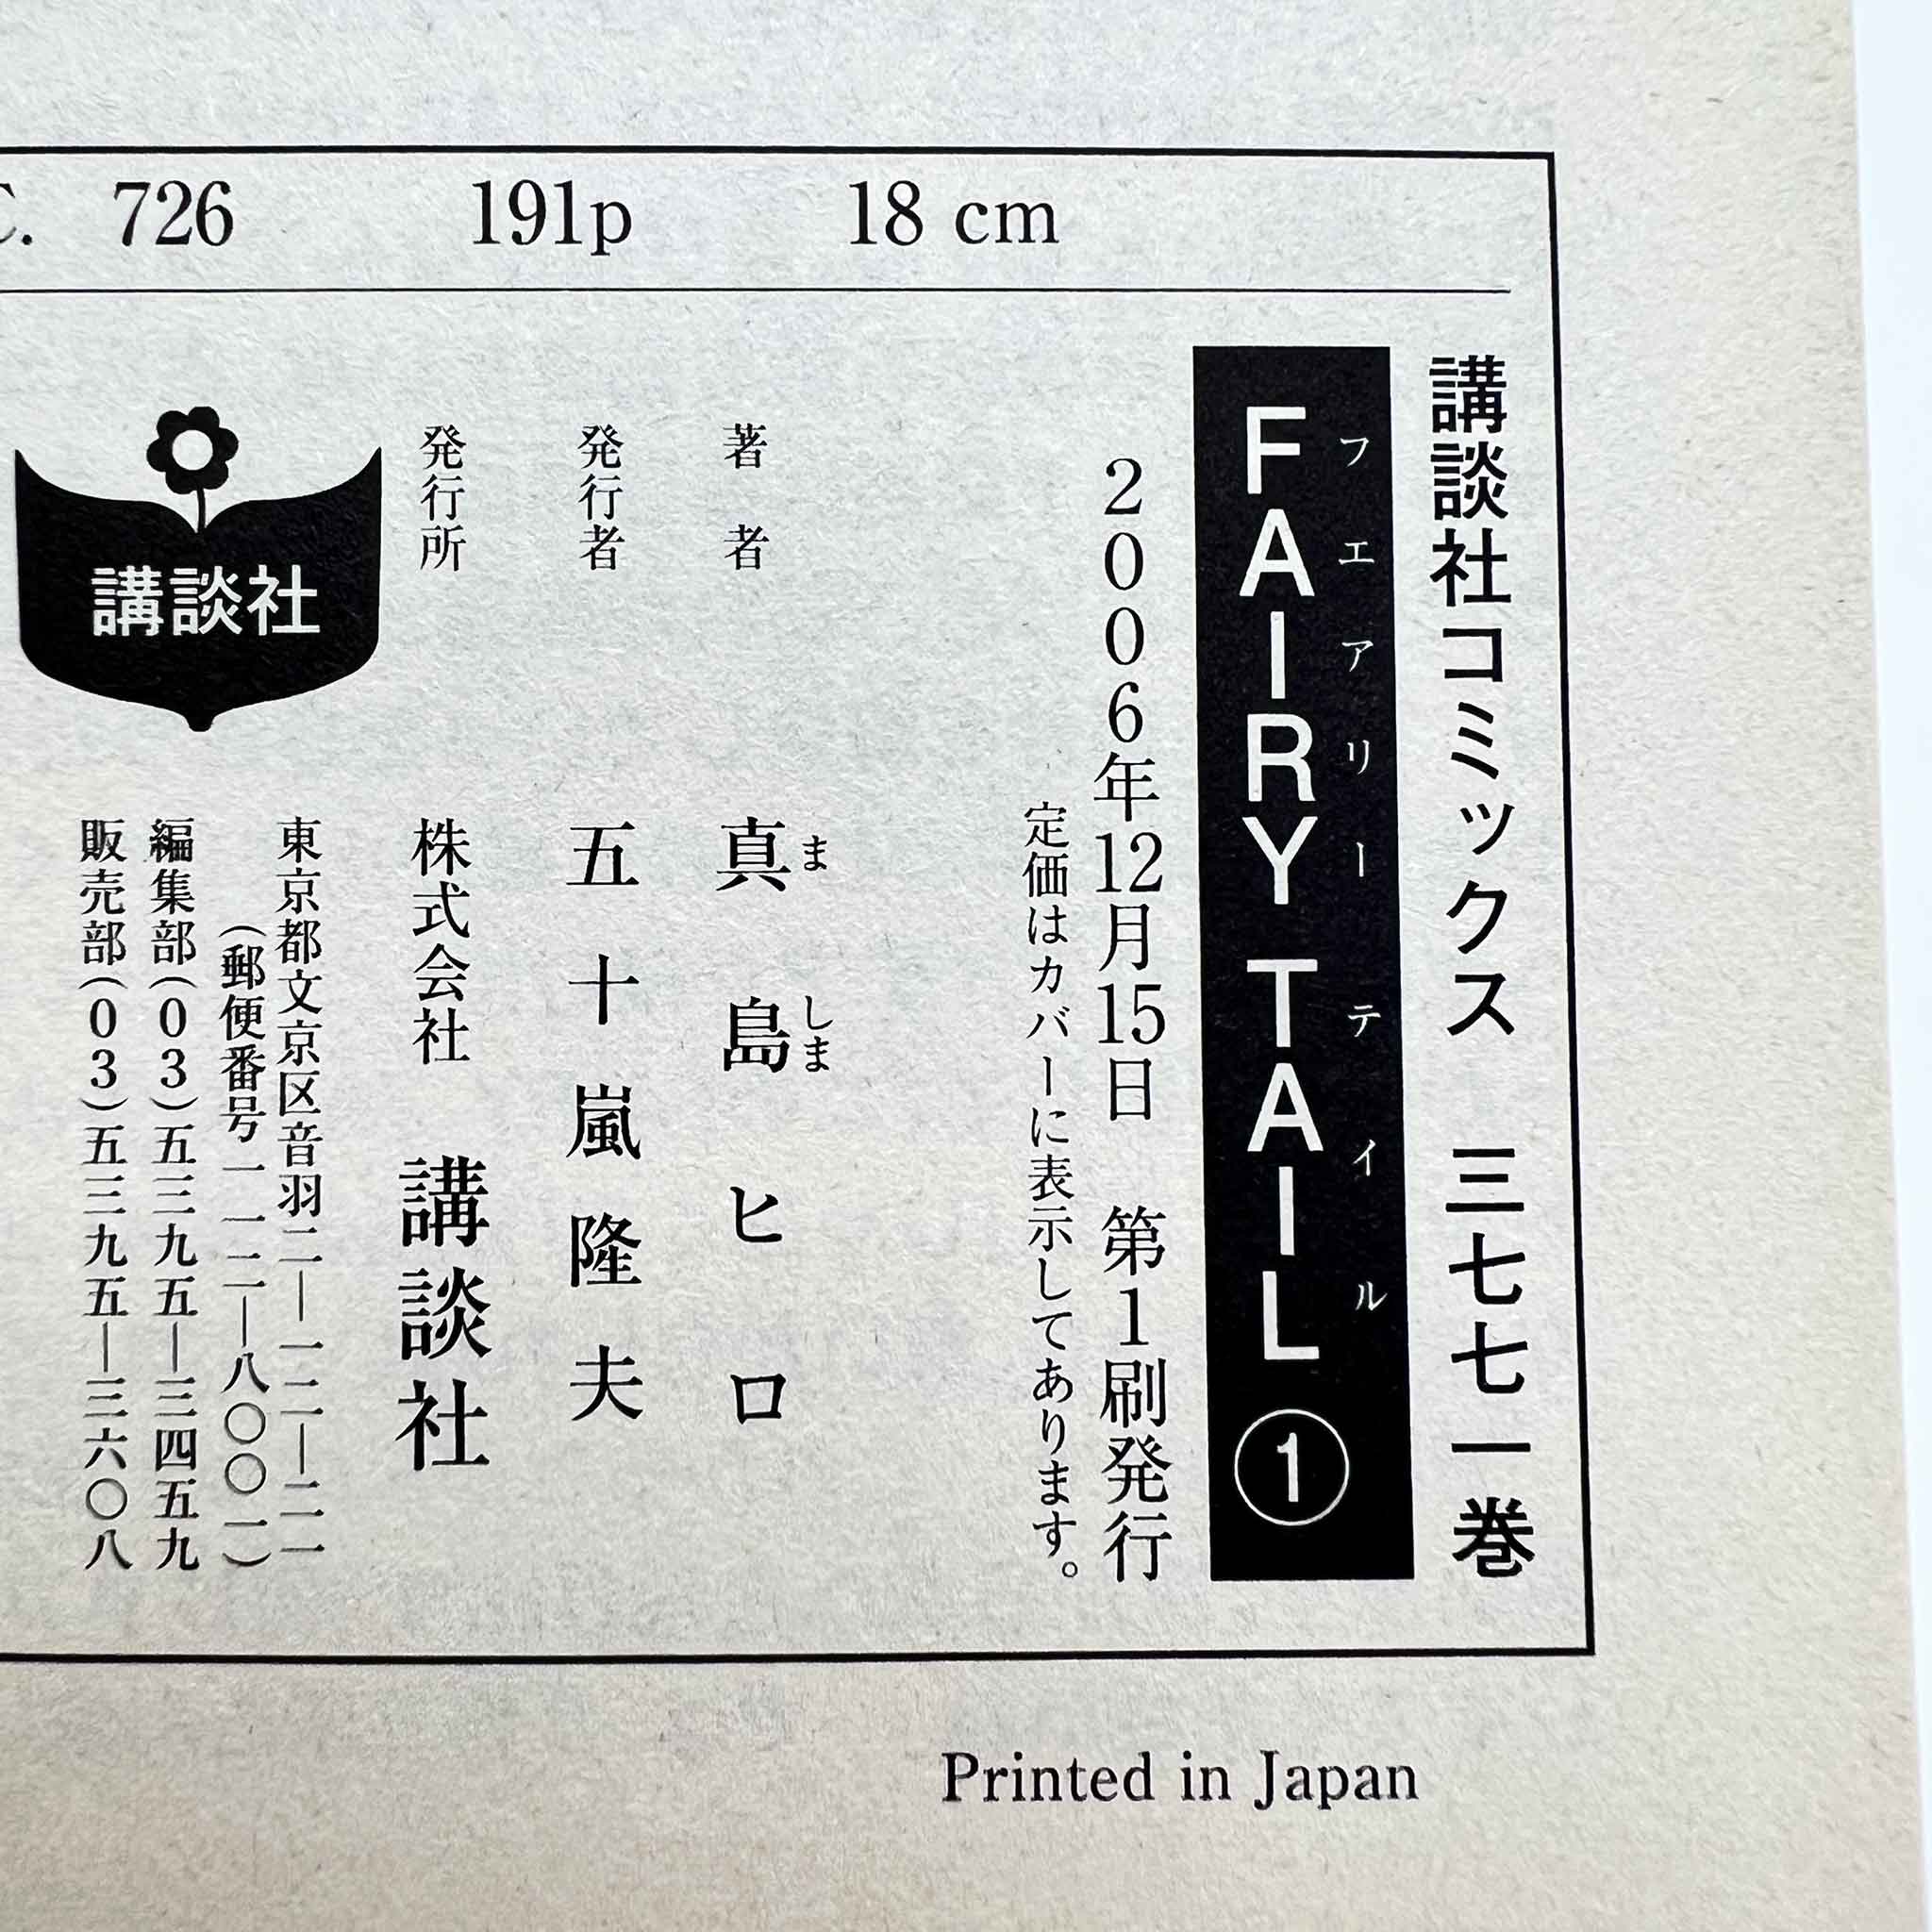 C. 726 191p 18 cm
講談社コミックス 三七七一巻
FAIRY TAIL ①
フエアリー テイル
2006年12月15日 第1刷発行
定価はカバーに表示してあります。
著者 真島ヒロ
ま しま
発行者 五十嵐隆夫
発行所 株式会社 講談社
東京都文京区音羽二—一二—二一
(郵便番号一一二—八〇〇一)
編集部(03)五三九五—三四五九
販売部(03)五三九五—三六〇八
講談社
Printed in Japan